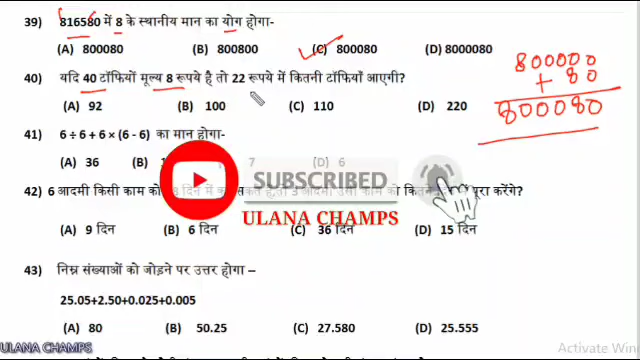 39) 816580 में 8 के स्थानीय मान का योग होगा-
(A) 800080 (B) 800800 (C) 800080 (D) 8000080
800000
+ 80
800080
40) यदि 40 टॉफियों मूल्य 8 रूपये है तो 22 रूपये में कितनी टॉफियाँ आएगी?
(A) 92 (B) 100 (C) 110 (D) 220
41) 6 ÷ 6 + 6 × (6 - 6) का मान होगा-
(A) 36 (B) 7 (D) 6
SUBSCRIBED
42) 6 आदमी किसी काम को दिन में 3 आदमी उसी काम को पूरा करेंगे?
ULANA CHAMPS
(A) 9 दिन (B) 6 दिन (C) 36 दिन (D) 15 दिन
43) निम्न संख्याओं को जोड़ने पर उत्तर होगा –
25.05+2.50+0.025+0.005
(A) 80 (B) 50.25 (C) 27.580 (D) 25.555
ULANA CHAMPS
Activate Win